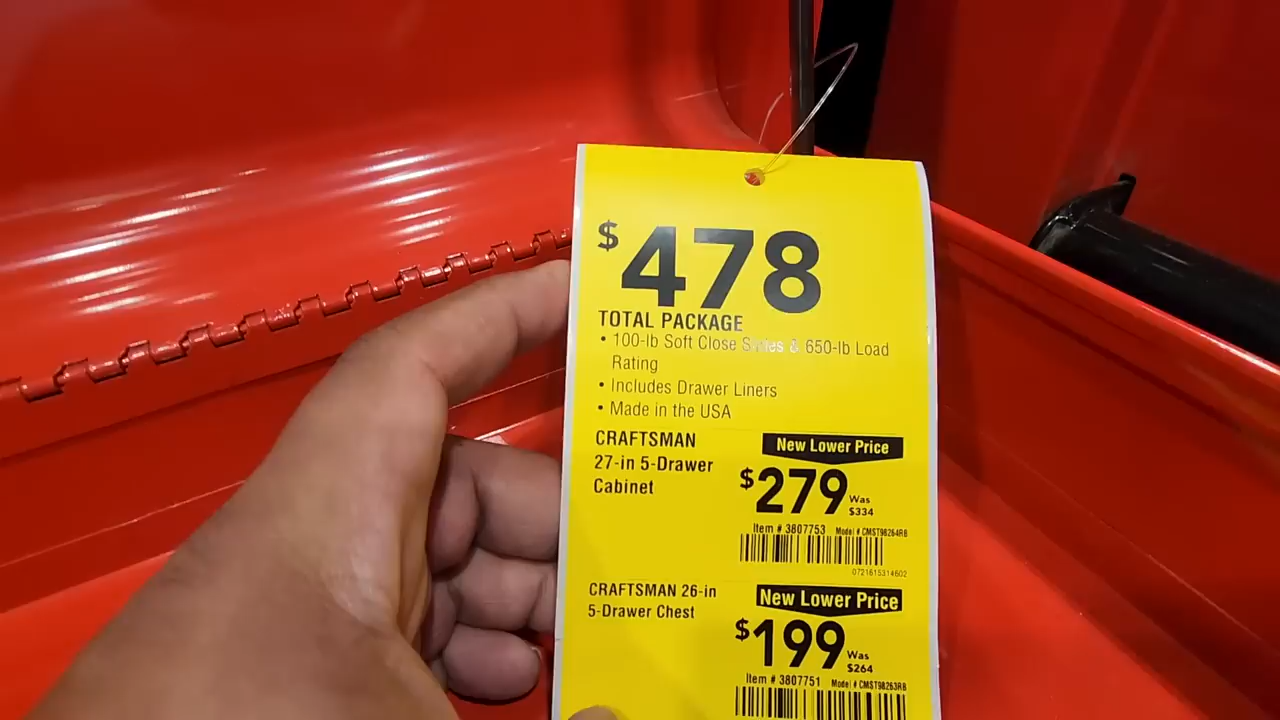 $478
TOTAL PACKAGE
• 100-lb Soft Close Slides & 650-lb Load
Rating
• Includes Drawer Liners
• Made in the USA
CRAFTSMAN
27-in 5-Drawer
Cabinet
New Lower Price
$279 Was
$334
Item # 3807753 Model # CMST98264RB
0721615314602
CRAFTSMAN 26-in
5-Drawer Chest
New Lower Price
$199 Was
$264
Item # 3807751 Model # CMST98263RB